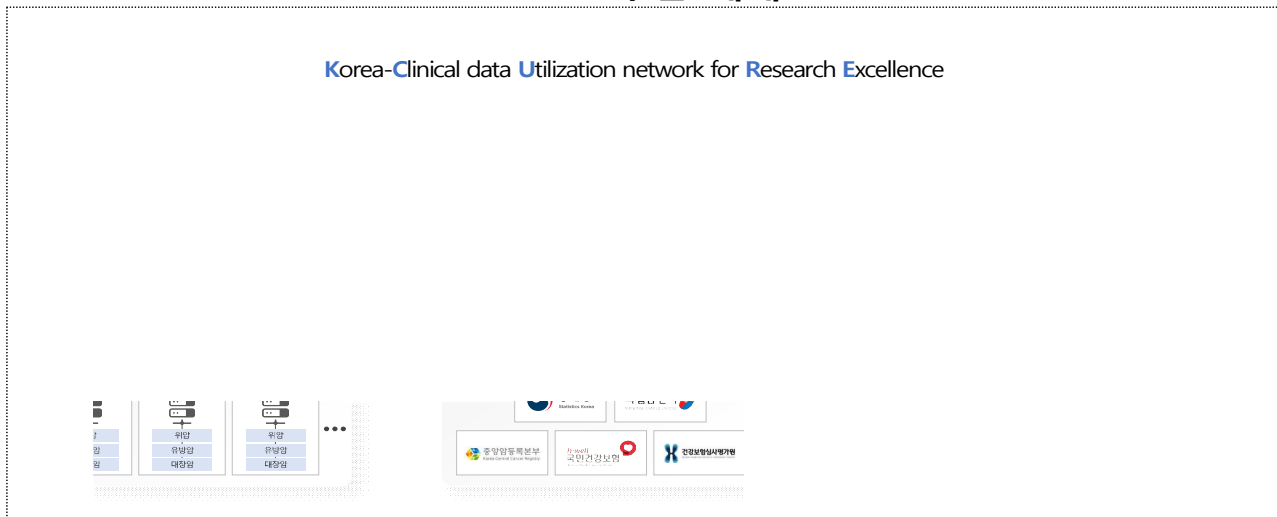 Korea-Clinical data Utilization network for Research Excellence
Statistics Korea
위암 위암
유방암 유방암
대장암 대장암
중앙암등록본부
Korea Central Cancer Registry
h·well
국민건강보험
건강보험심사평가원